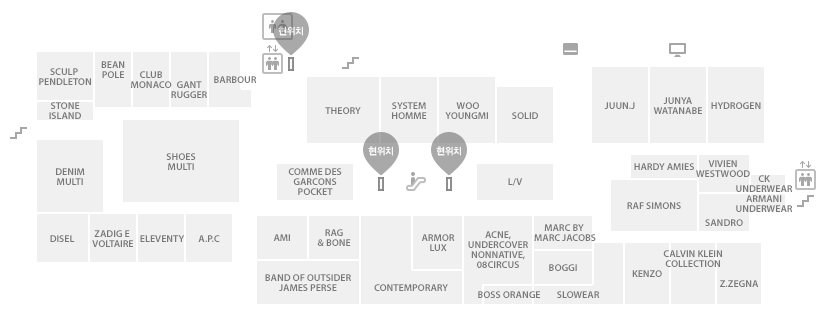 현위치
SCULP
PENDLETON
BEAN
POLE
CLUB
MONACO
GANT
RUGGER
BARBOUR
STONE
ISLAND
THEORY
SYSTEM
HOMME
WOO
YOUNGMI
SOLID
JUUN.J
JUNYA
WATANABE
HYDROGEN
DENIM
MULTI
SHOES
MULTI
현위치
현위치
COMME DES
GARCONS
POCKET
L/V
HARDY AMIES
VIVIEN
WESTWOOD
CK
UNDERWEAR
ARMANI
UNDERWEAR
RAF SIMONS
SANDRO
DISEL
ZADIG E
VOLTAIRE
ELEVENTY
A.P.C
AMI
RAG
& BONE
ARMOR
LUX
ACNE,
UNDERCOVER
NONNATIVE,
08CIRCUS
MARC BY
MARC JACOBS
BOGGI
BAND OF OUTSIDER
JAMES PERSE
CONTEMPORARY
BOSS ORANGE
SLOWEAR
KENZO
CALVIN KLEIN
COLLECTION
Z.ZEGNA